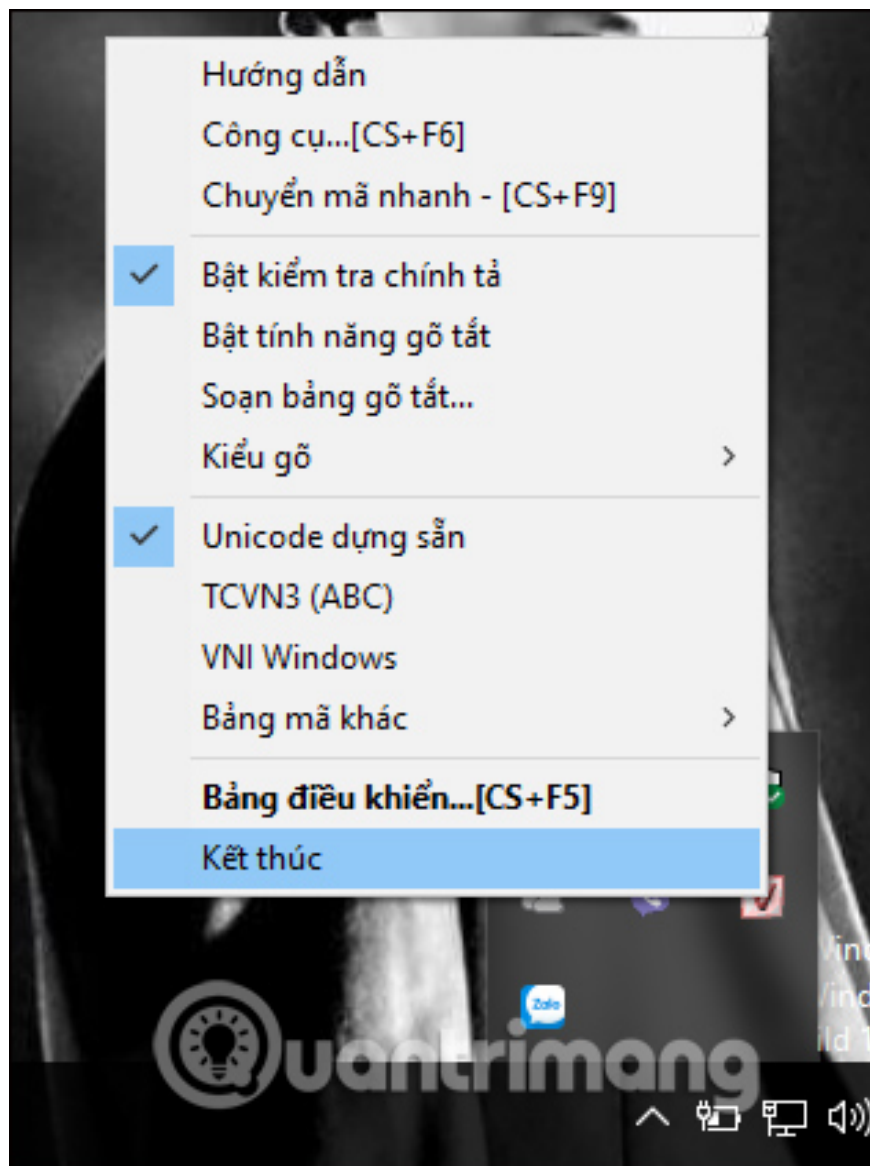 Hướng dẫn
Công cụ...[CS+F6]
Chuyển mã nhanh - [CS+F9]
Bật kiểm tra chính tả
Bật tính năng gõ tắt
Soạn bảng gõ tắt...
Kiểu gõ
Unicode dựng sẵn
TCVN3 (ABC)
VNI Windows
Bảng mã khác
Bảng điều khiển...[CS+F5]
Kết thúc
Zalo
Quantrimang